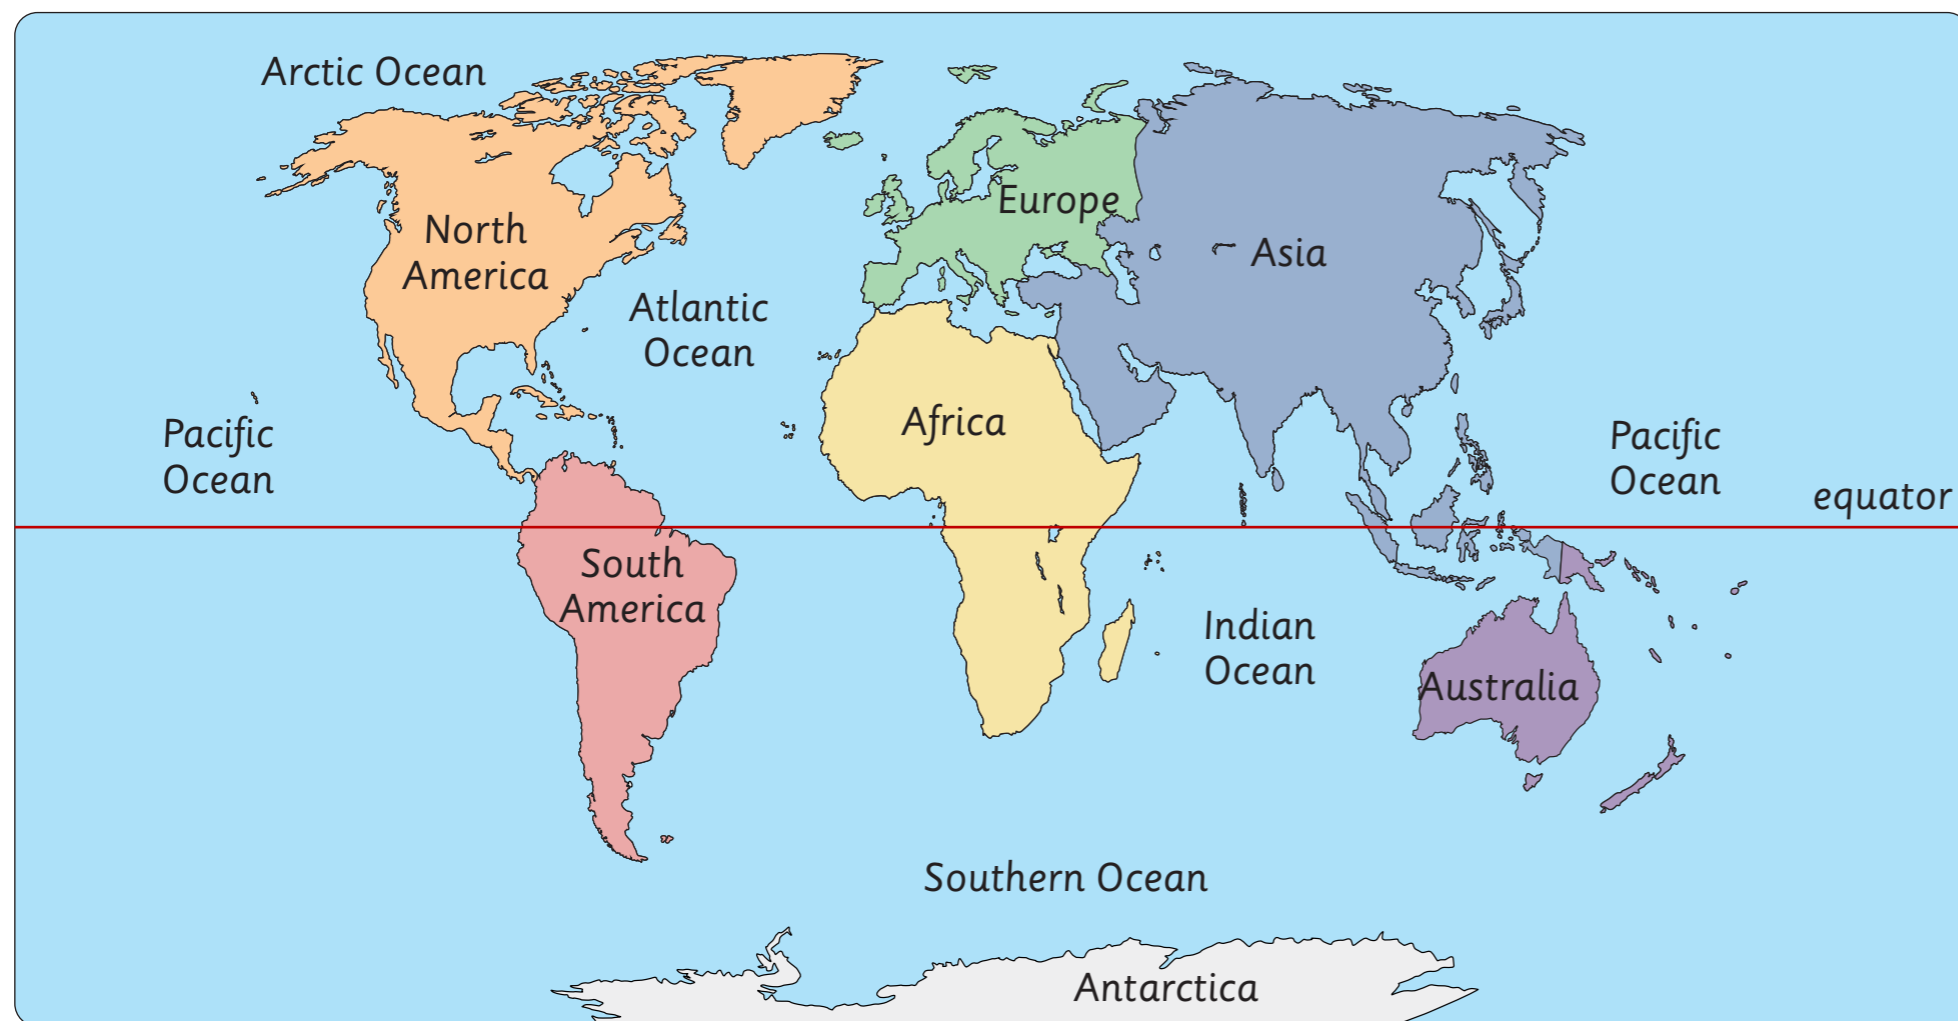 Arctic Ocean
North
America
Europe
Asia
Atlantic
Ocean
Pacific
Ocean
Africa
Pacific
Ocean
equator
South
America
Indian
Ocean
Australia
Southern Ocean
Antarctica